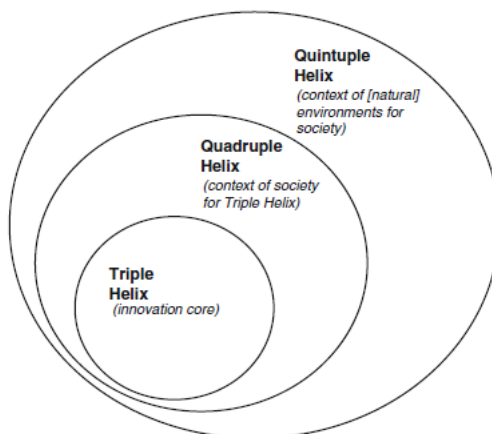 Quintuple
Helix
(context of [natural]
environments for
society)
Quadruple
Helix
(context of society
for Triple Helix)
Triple
Helix
(innovation core)